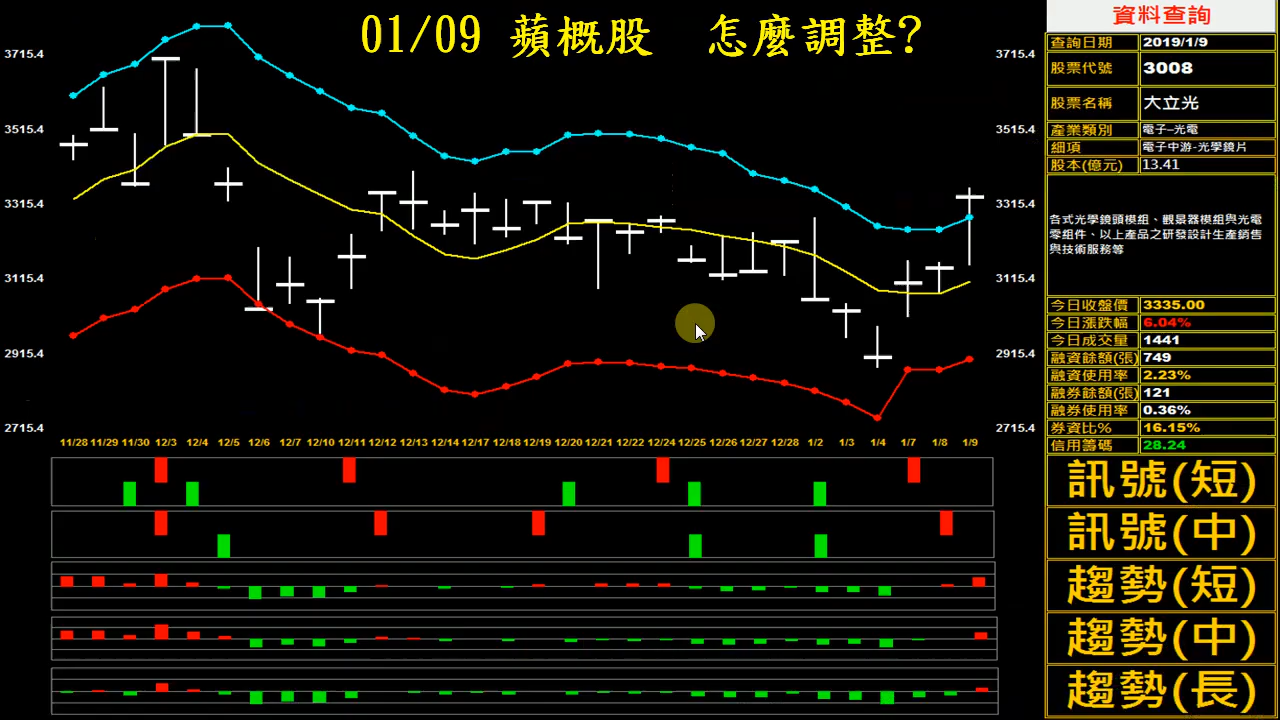 01/09 蘋概股 怎麼調整?
3715.4
3515.4
3315.4
3115.4
2915.4
2715.4
3715.4
3515.4
3315.4
3115.4
2915.4
2715.4
11/28 11/29 11/30 12/3 12/4 12/5 12/6 12/7 12/10 12/11 12/12 12/13 12/14 12/17 12/18 12/19 12/20 12/21 12/22 12/24 12/25 12/26 12/27 12/28 1/2 1/3 1/4 1/7 1/8 1/9
資料查詢
查詢日期 2019/1/9
股票代號 3008
股票名稱 大立光
產業類別 電子–光電
細項 電子中游-光學鏡片
股本(億元) 13.41
各式光學鏡頭模組、觀景器模組與光電
零組件、以上產品之研發設計生產銷售
與技術服務等
今日收盤價 3335.00
今日漲跌幅 6.04%
今日成交量 1441
融資餘額(張) 749
融資使用率 2.23%
融券餘額(張) 121
融券使用率 0.36%
券資比% 16.15%
信用籌碼 28.24
訊號(短)
訊號(中)
趨勢(短)
趨勢(中)
趨勢(長)